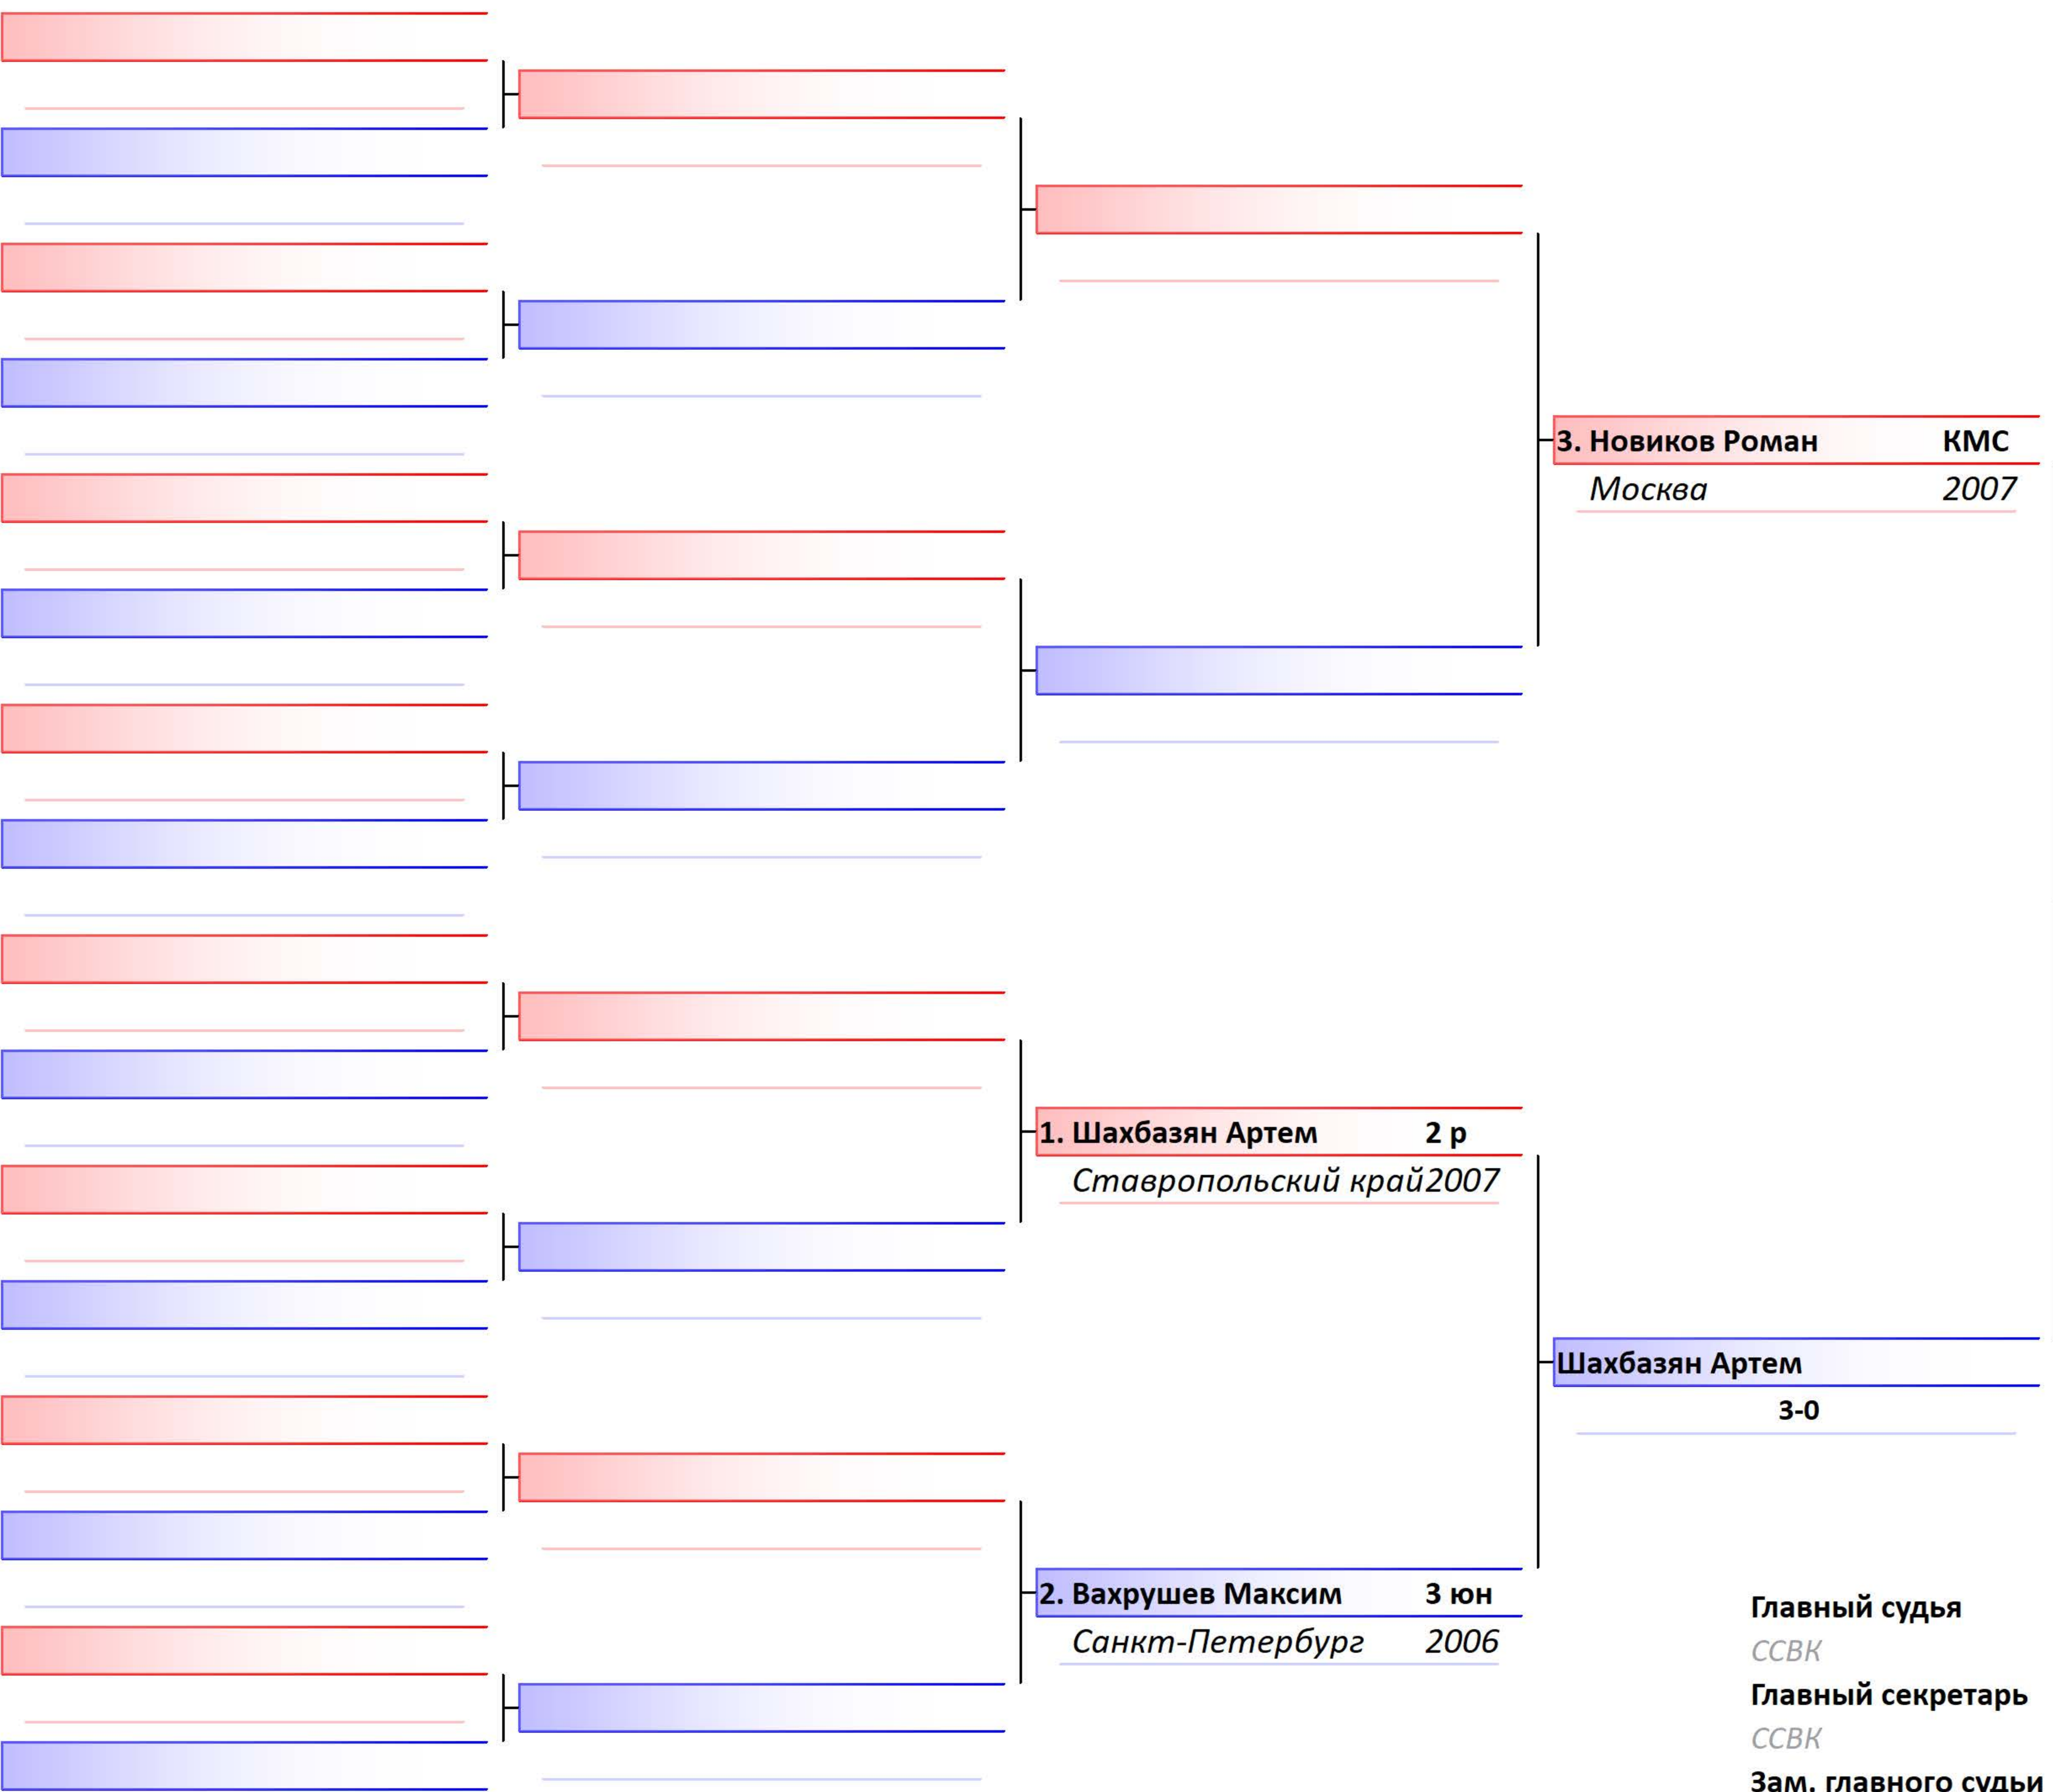 3. Новиков Роман КМС
Москва 2007
1. Шахбазян Артем 2 р
Ставропольский край 2007
Шахбазян Артем
3-0
2. Вахрушев Максим 3 юн
Санкт-Петербург 2006
Главный судья
ССВК
Главный секретарь
ССВК
Зам. главного судьи